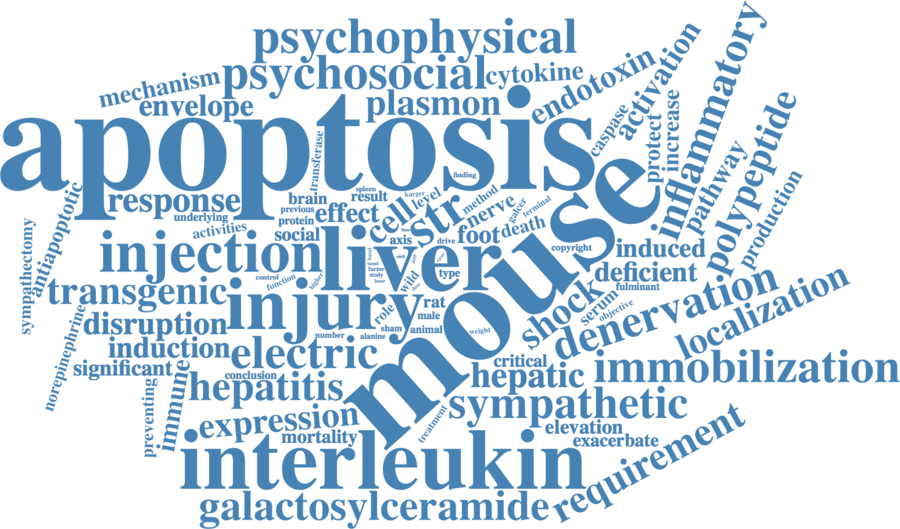 psychophysical
psychosocial
cytokine
mechanism
envelope
plasmon
endotoxin
activation
inflammatory
caspase
protect
increase
pathway
polypeptide
production
apoptosis
transferase
finding
response
underlying
activities
brain
previous
protein
social
spleen
result
effect
karger
level
cell
str
method
nerve
galcer
terminal
foot
death
axis
drive
copyright
mouse
antiapoptotic
sympathectomy
injection
liver
induced
deficient
fulminant
control
function
higher
factor
study
wild
type
transgenic
injury
role
rat
male
sham
animal
alanine
number
weight
shock
serum
objective
denervation
localization
norepinephrine
disruption
induction
significant
electric
conclusion
critical
hepatic
immobilization
preventing
immune
hepatitis
expression
mortality
treatment
sympathetic
elevation
exacerbate
requirement
interleukin
galactosylceramide